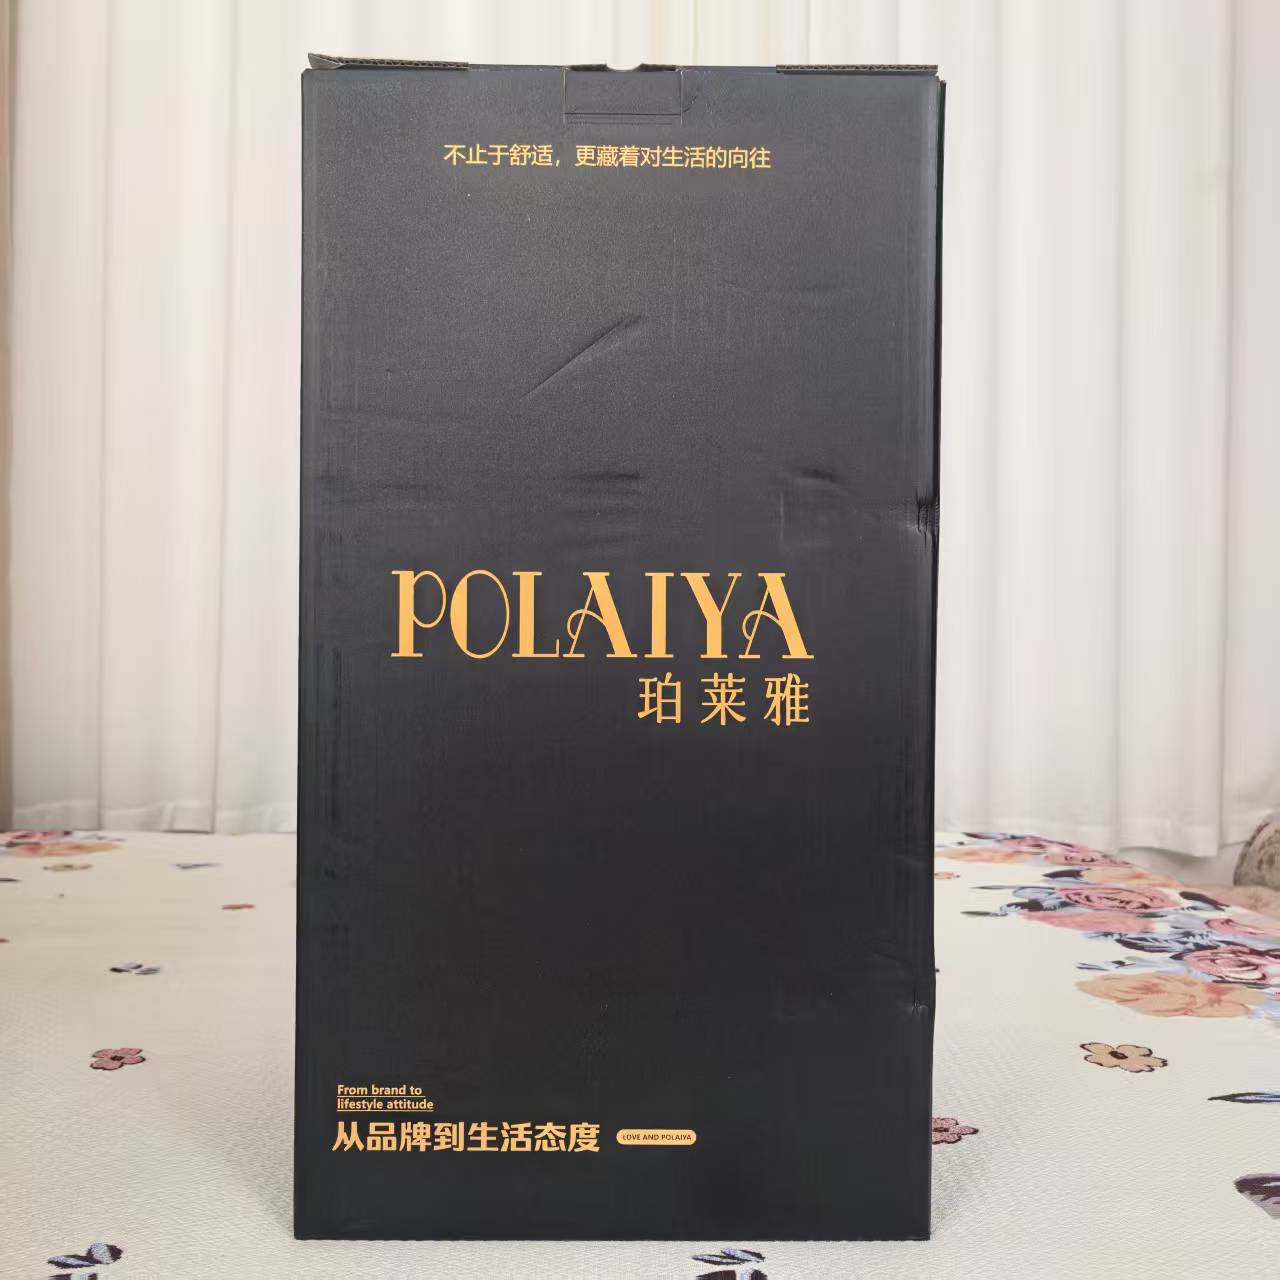 不止于舒适，更藏着对生活的向往
POLAIYA
珀莱雅
From brand to
lifestyle attitude
从品牌到生活态度
LOVE AND POLAIYA